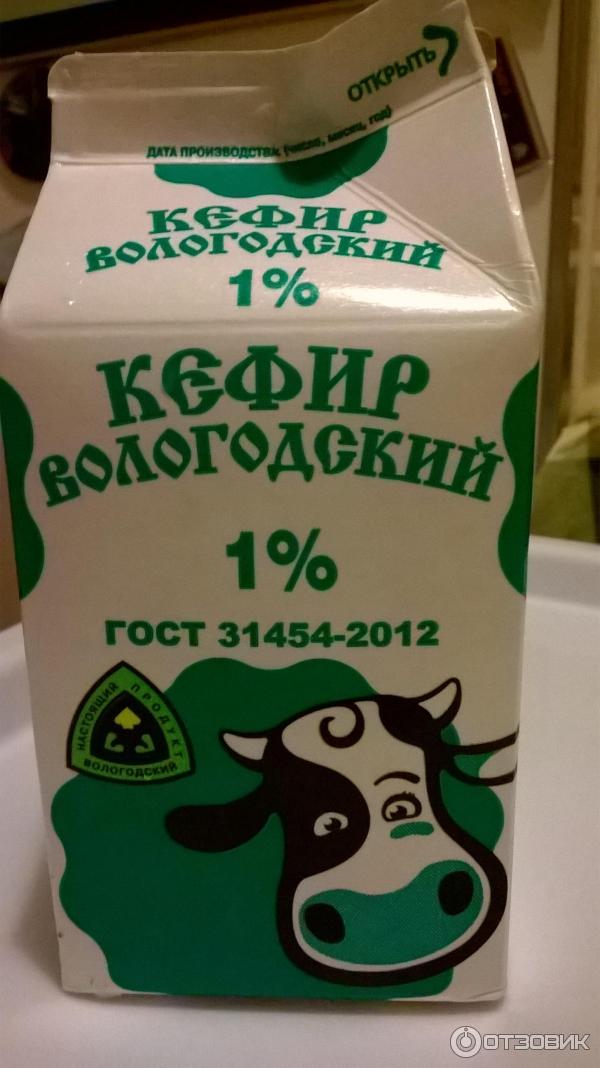 ОТКРЫТЬ
ДАТА ПРОИЗВОДСТВА: (число, месяц, год)
КЕФИР
ВОЛОГОДСКИЙ
1%
КЕФИР
ВОЛОГОДСКИЙ
1%
ГОСТ 31454-2012
НАСТОЯЩИЙ ПРОДУКТ
ВОЛОГОДСКИЙ
ОТЗОВИК